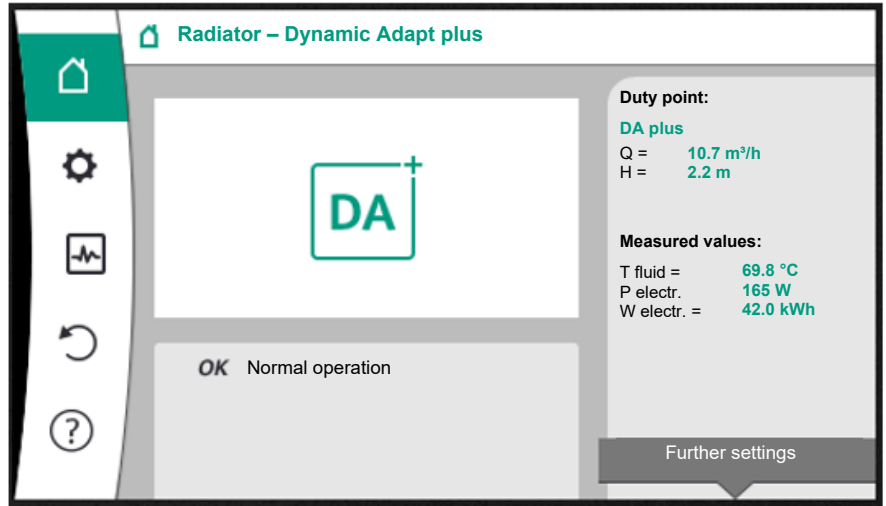 Radiator – Dynamic Adapt plus
DA+
OK Normal operation
Duty point:
DA plus
Q = 10.7 m³/h
H = 2.2 m
Measured values:
T fluid = 69.8 °C
P electr. 165 W
W electr. = 42.0 kWh
Further settings
?